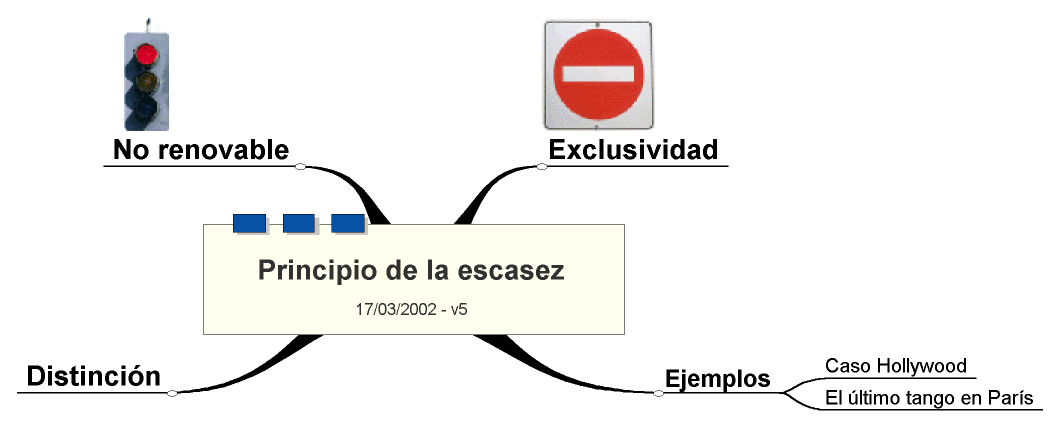 No renovable
Exclusividad
Principio de la escasez
17/03/2002 - v5
Distinción
Ejemplos
Caso Hollywood
El último tango en París